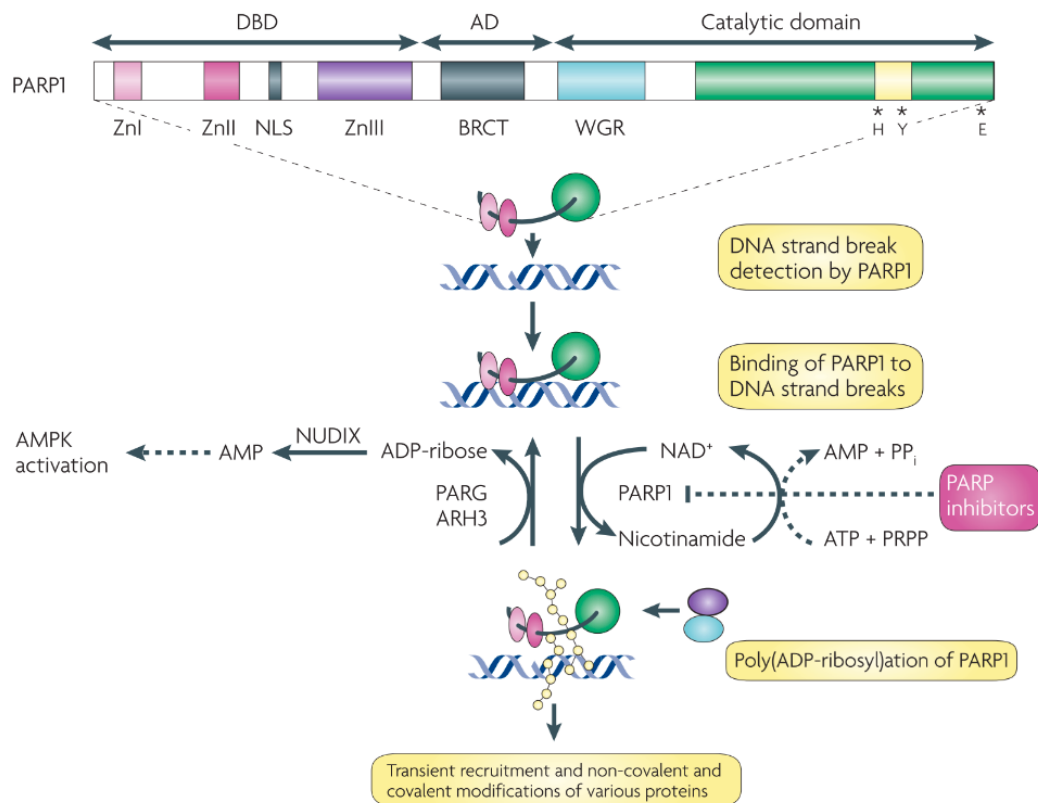 DBD AD Catalytic domain
PARP1
ZnI ZnII NLS ZnIII BRCT WGR
* * *
H Y E
DNA strand break
detection by PARP1
Binding of PARP1 to
DNA strand breaks
AMPK
activation
AMP
NUDIX
ADP-ribose
PARG
ARH3
NAD⁺
PARP1
Nicotinamide
AMP + PPᵢ
ATP + PRPP
PARP
inhibitors
Poly(ADP-ribosyl)ation of PARP1
Transient recruitment and non-covalent and
covalent modifications of various proteins